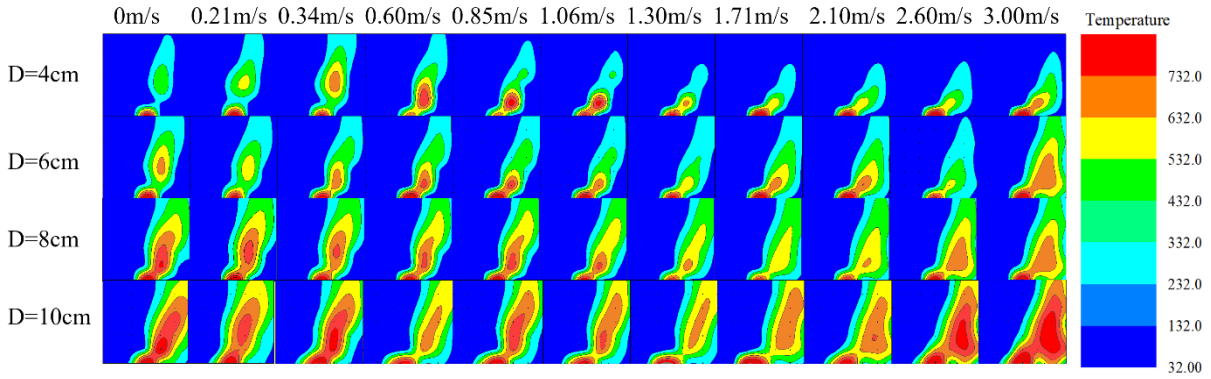 0m/s 0.21m/s 0.34m/s 0.60m/s 0.85m/s 1.06m/s 1.30m/s 1.71m/s 2.10m/s 2.60m/s 3.00m/s
Temperature
D=4cm
D=6cm
D=8cm
D=10cm
732.0
632.0
532.0
432.0
332.0
232.0
132.0
32.00